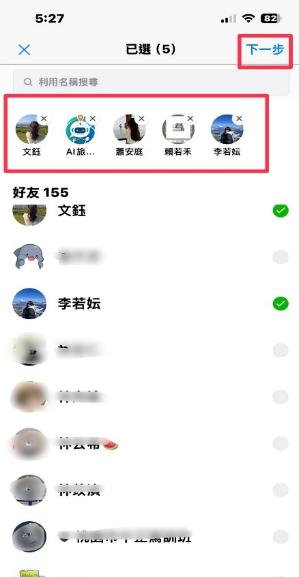 5:27
82
已選（5）
下一步
利用名稱搜尋
文鈺
AI旅...
蕭安庭
賴若禾
李若妘
好友 155
文鈺
李若妘